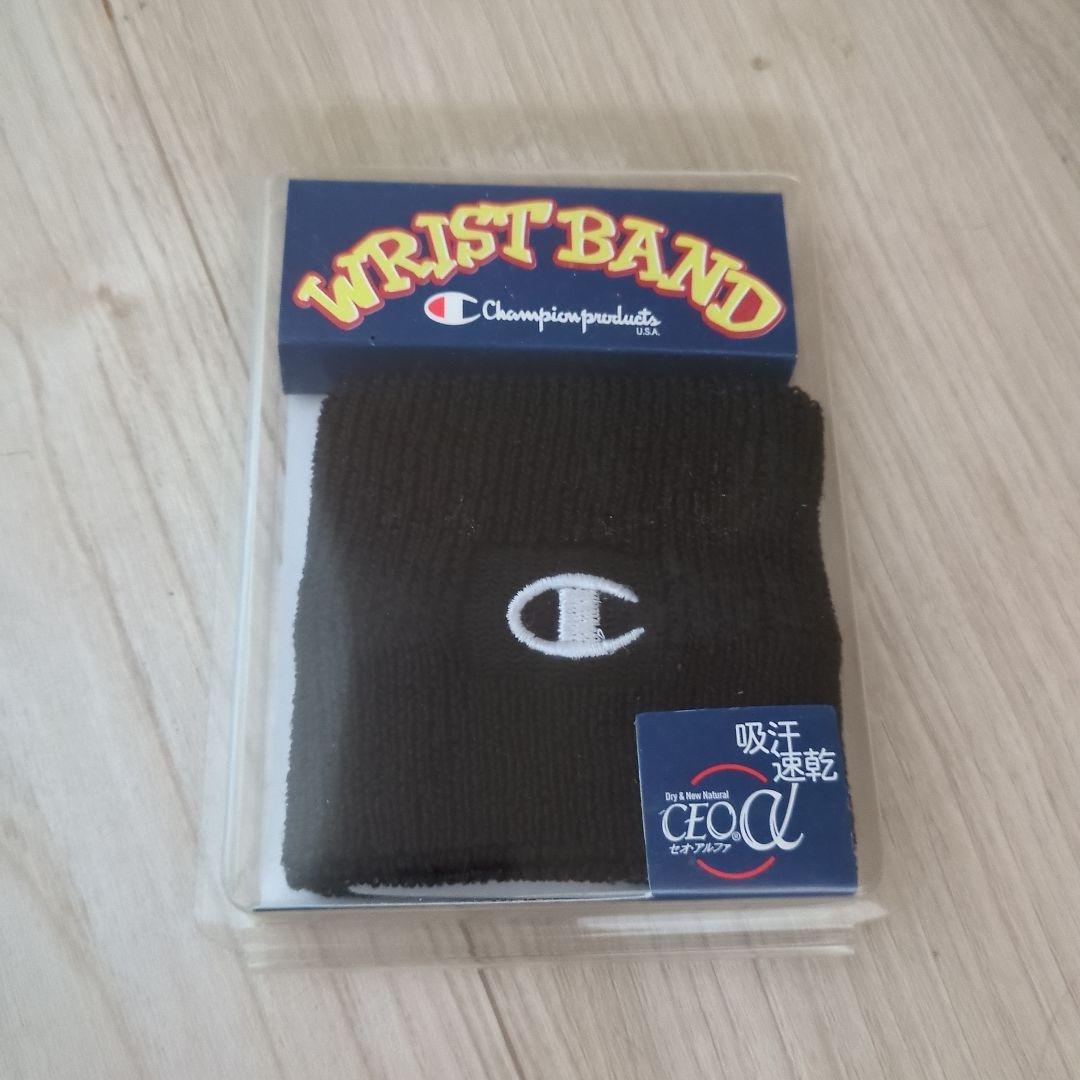 WRIST BAND
Champion products
U.S.A.
吸汗
速乾
Dry & New Natural
CEO®α
セオ・アルファ